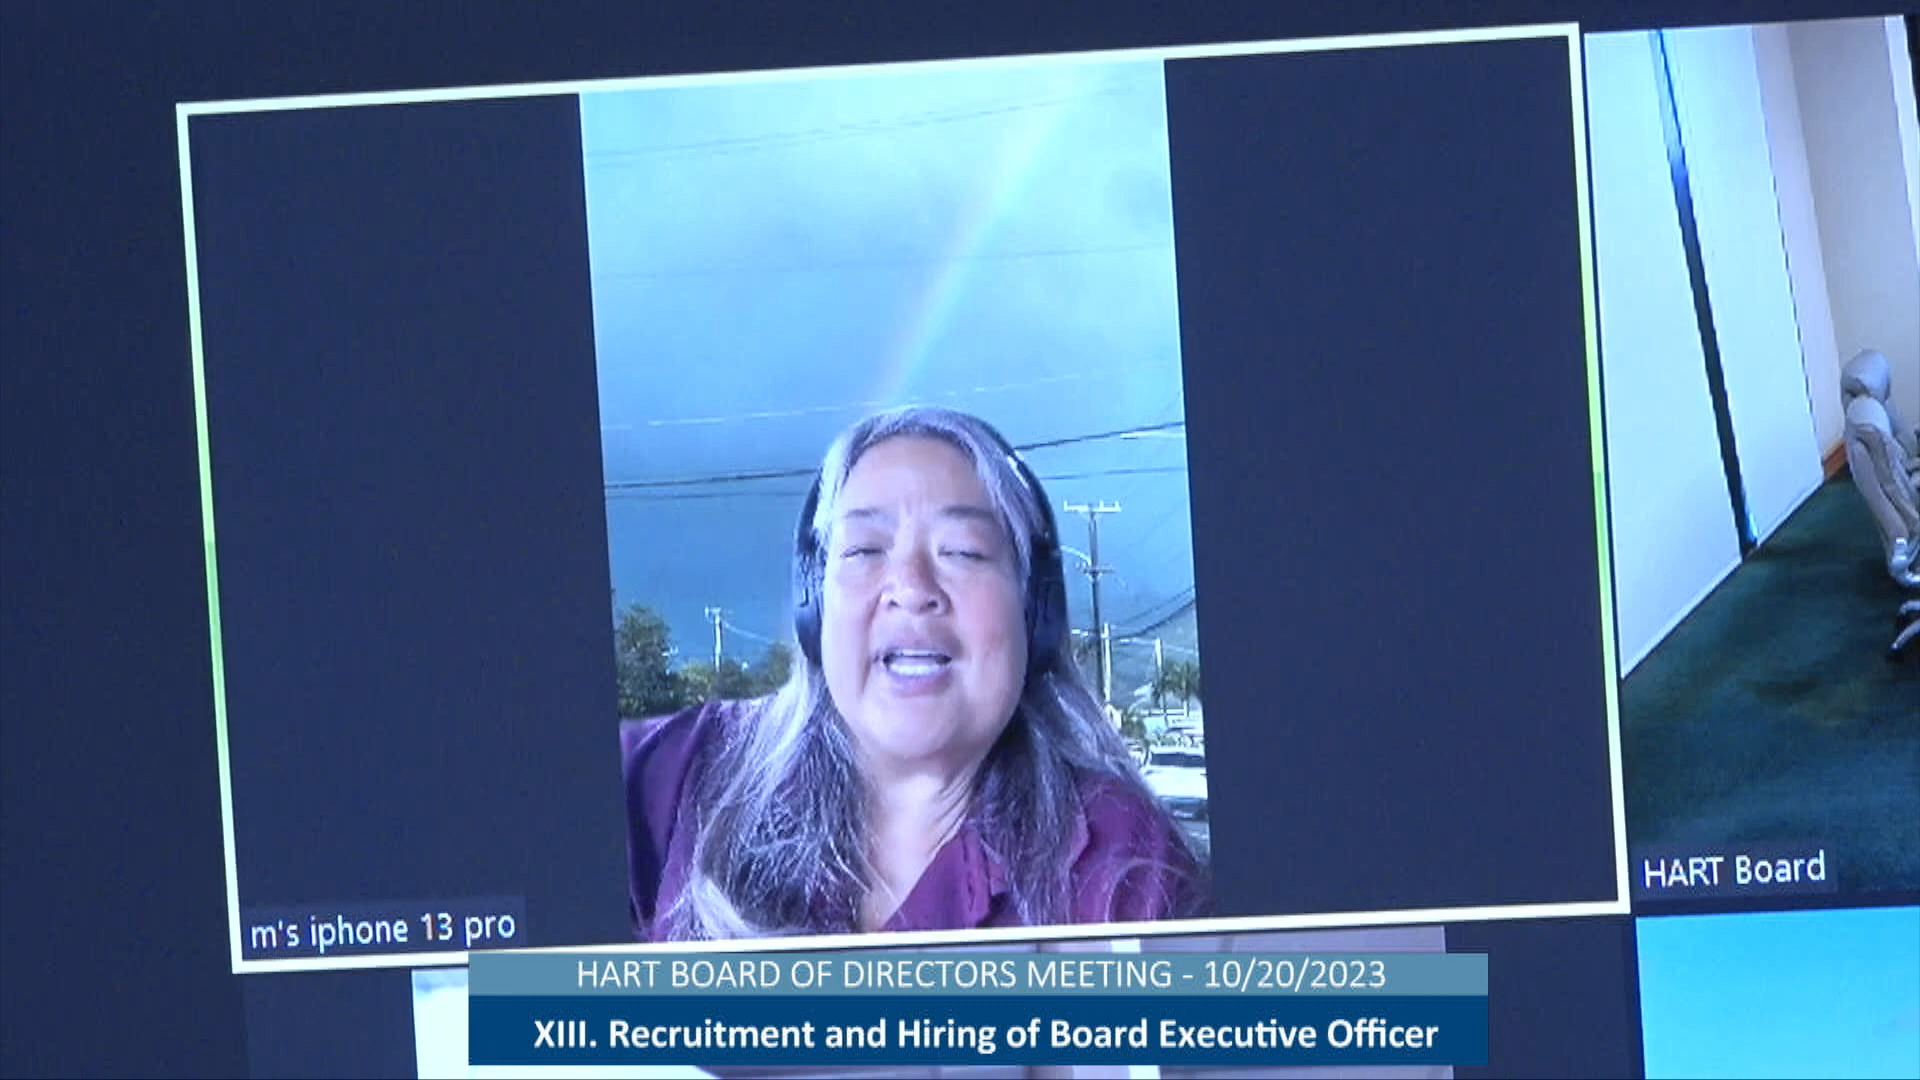 m's iphone 13 pro
HART Board
HART BOARD OF DIRECTORS MEETING - 10/20/2023
XIII. Recruitment and Hiring of Board Executive Officer